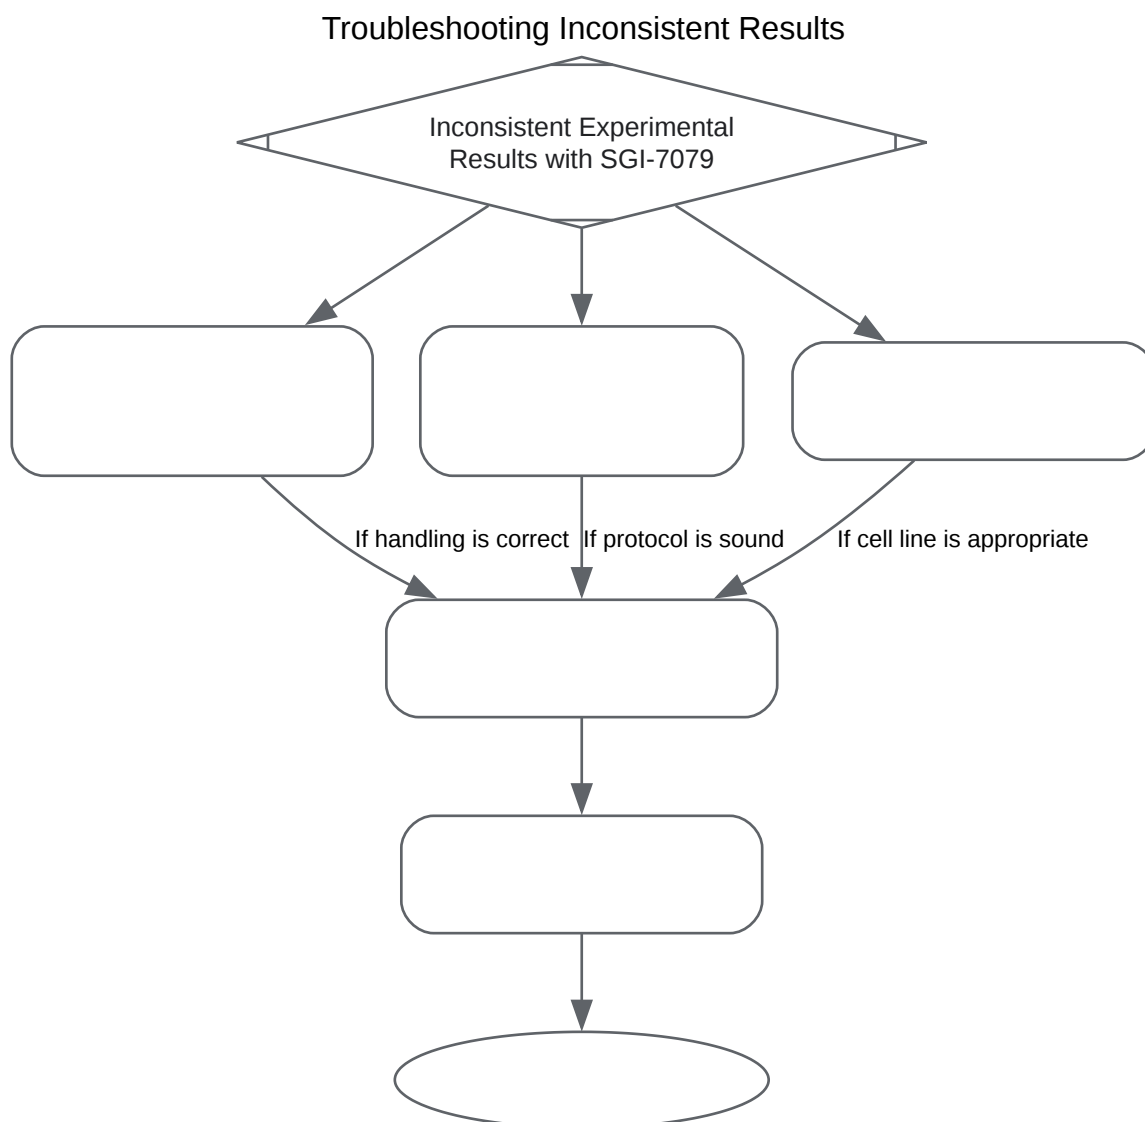 Troubleshooting Inconsistent Results
Inconsistent Experimental
Results with SGI-7079
If handling is correct
If protocol is sound
If cell line is appropriate